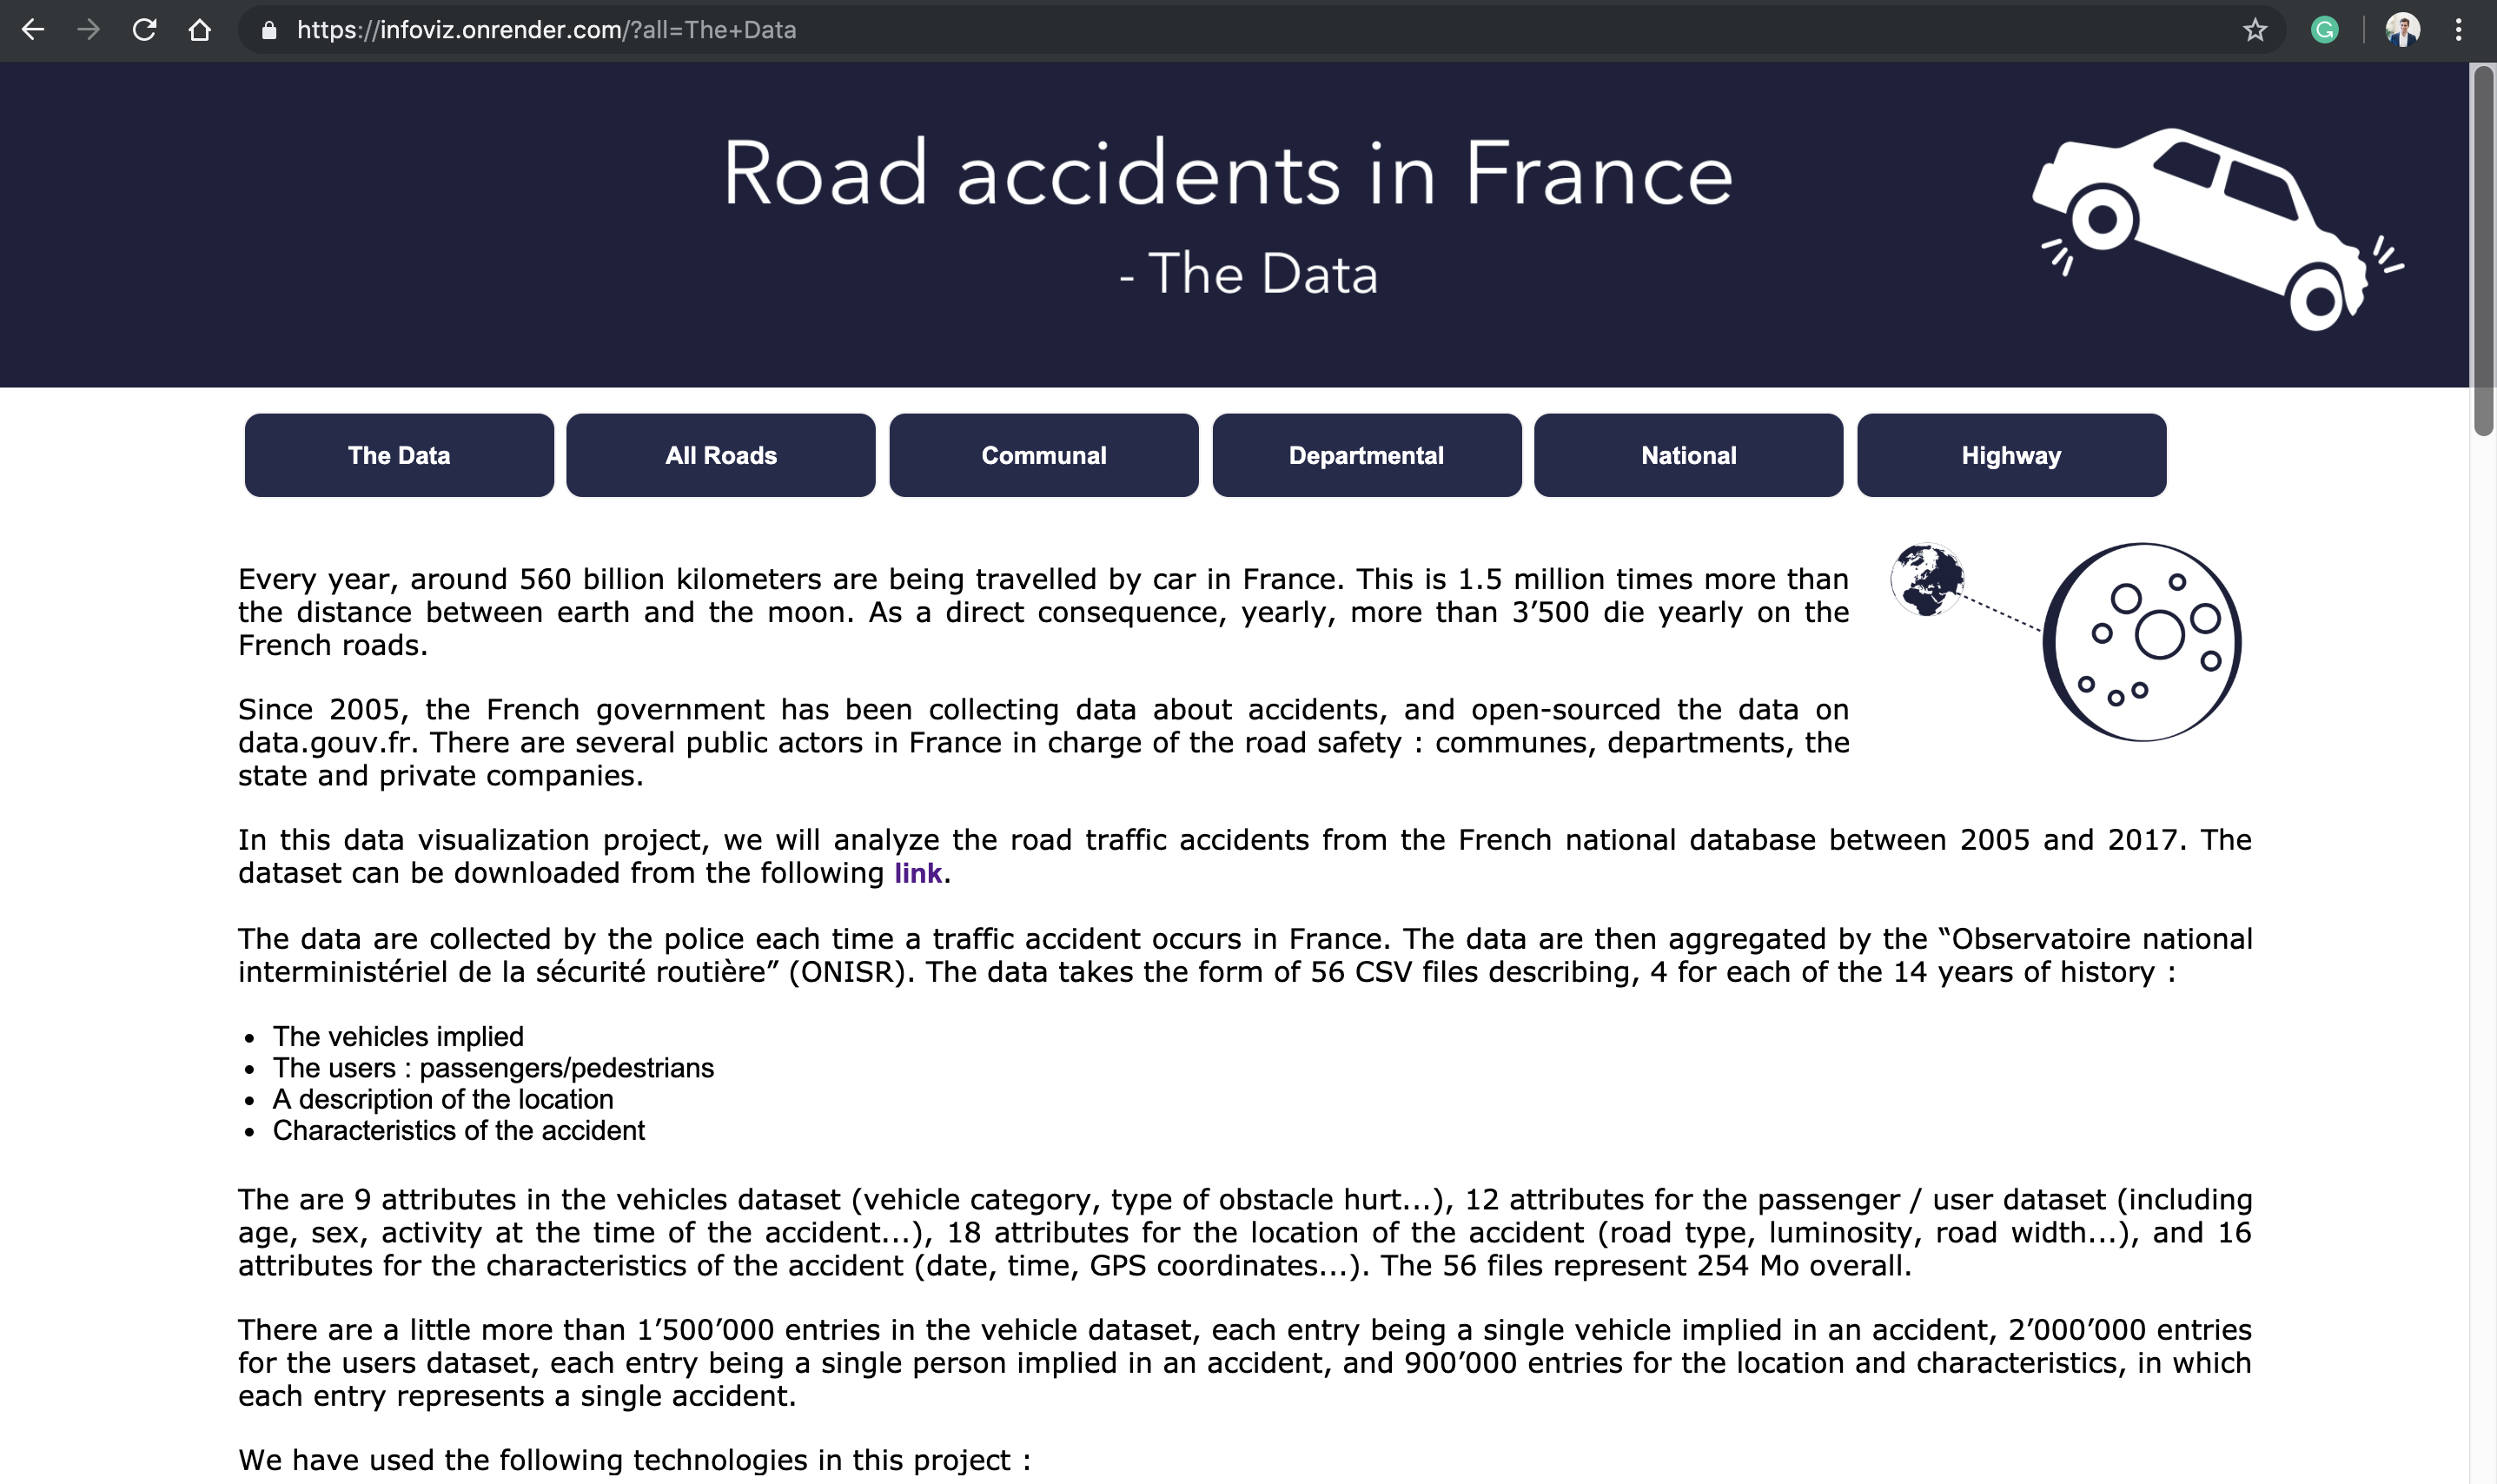 https://infoviz.onrender.com/?all=The+Data
Road accidents in France
- The Data
The Data
All Roads
Communal
Departmental
National
Highway
Every year, around 560 billion kilometers are being travelled by car in France. This is 1.5 million times more than
the distance between earth and the moon. As a direct consequence, yearly, more than 3’500 die yearly on the
French roads.
Since 2005, the French government has been collecting data about accidents, and open-sourced the data on
data.gouv.fr. There are several public actors in France in charge of the road safety : communes, departments, the
state and private companies.
In this data visualization project, we will analyze the road traffic accidents from the French national database between 2005 and 2017. The
dataset can be downloaded from the following link.
The data are collected by the police each time a traffic accident occurs in France. The data are then aggregated by the “Observatoire national
interministériel de la sécurité routière” (ONISR). The data takes the form of 56 CSV files describing, 4 for each of the 14 years of history :
• The vehicles implied
• The users : passengers/pedestrians
• A description of the location
• Characteristics of the accident
The are 9 attributes in the vehicles dataset (vehicle category, type of obstacle hurt...), 12 attributes for the passenger / user dataset (including
age, sex, activity at the time of the accident...), 18 attributes for the location of the accident (road type, luminosity, road width...), and 16
attributes for the characteristics of the accident (date, time, GPS coordinates...). The 56 files represent 254 Mo overall.
There are a little more than 1’500’000 entries in the vehicle dataset, each entry being a single vehicle implied in an accident, 2’000’000 entries
for the users dataset, each entry being a single person implied in an accident, and 900’000 entries for the location and characteristics, in which
each entry represents a single accident.
We have used the following technologies in this project :